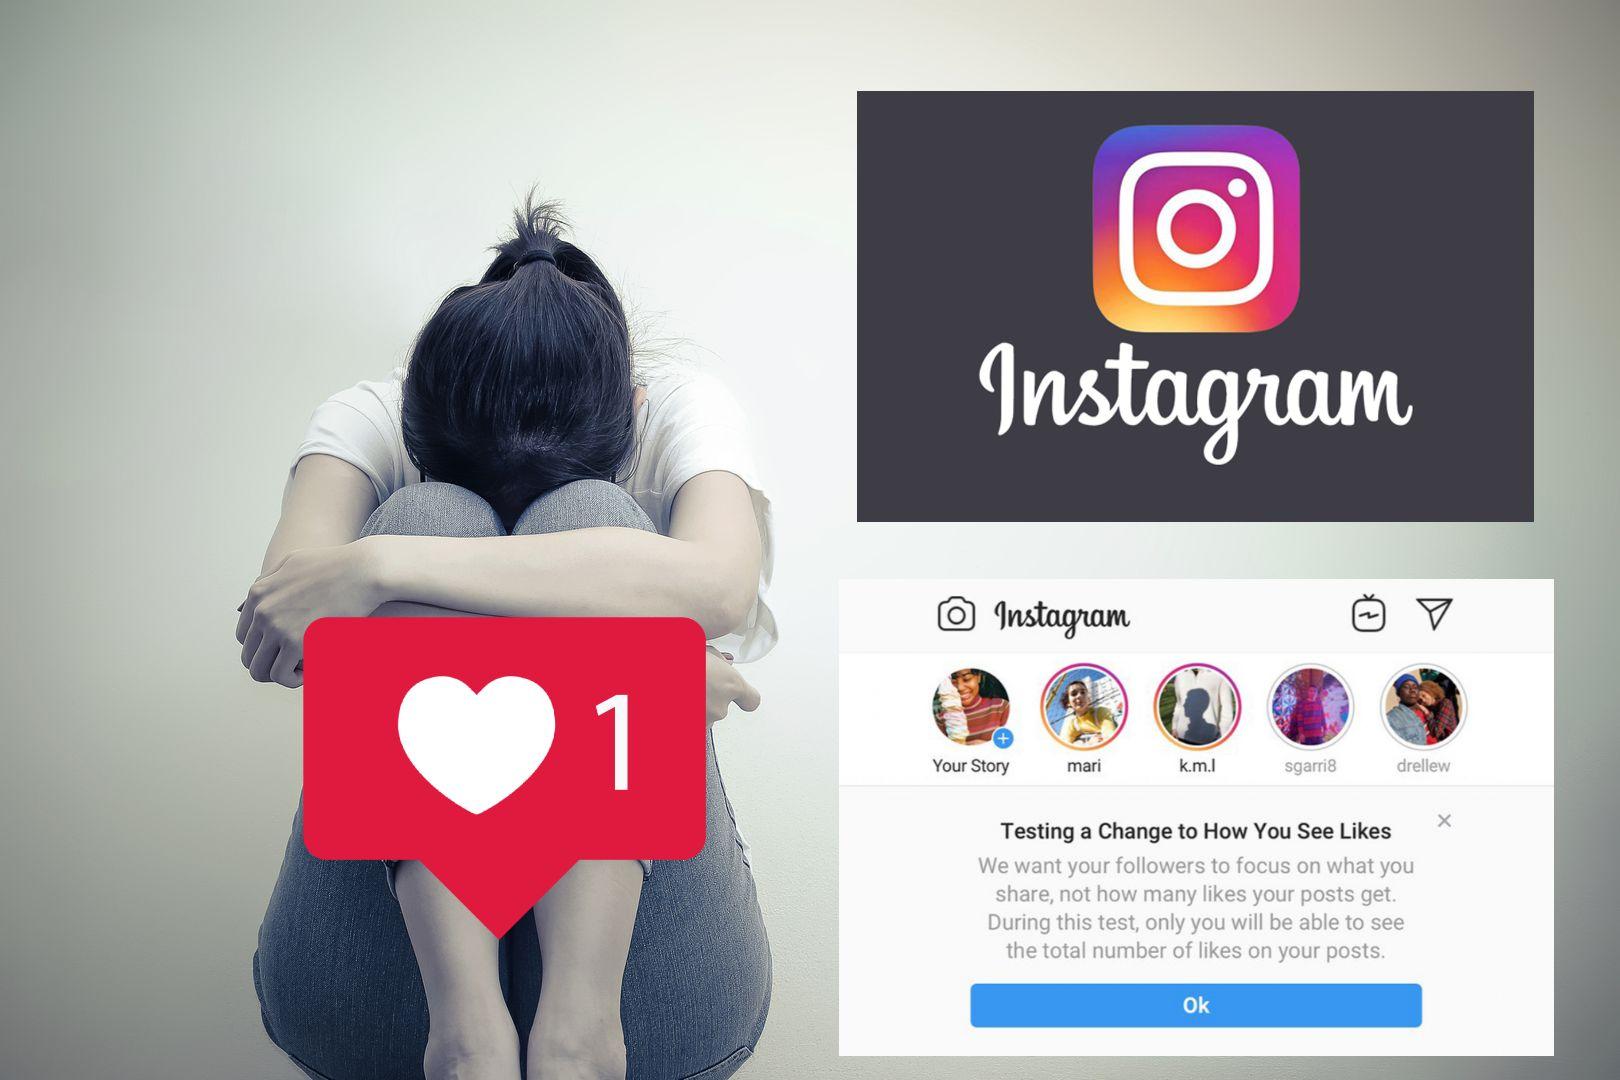 Instagram
1
Instagram
Your Story
mari
k.m.l
sgarri8
drellew
Testing a Change to How You See Likes
We want your followers to focus on what you
share, not how many likes your posts get.
During this test, only you will be able to see
the total number of likes on your posts.
Ok